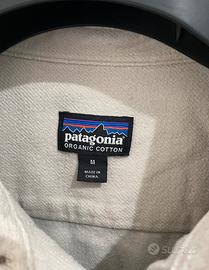 patagonia®
ORGANIC COTTON
M
MADE IN
CHINA
SUBITO